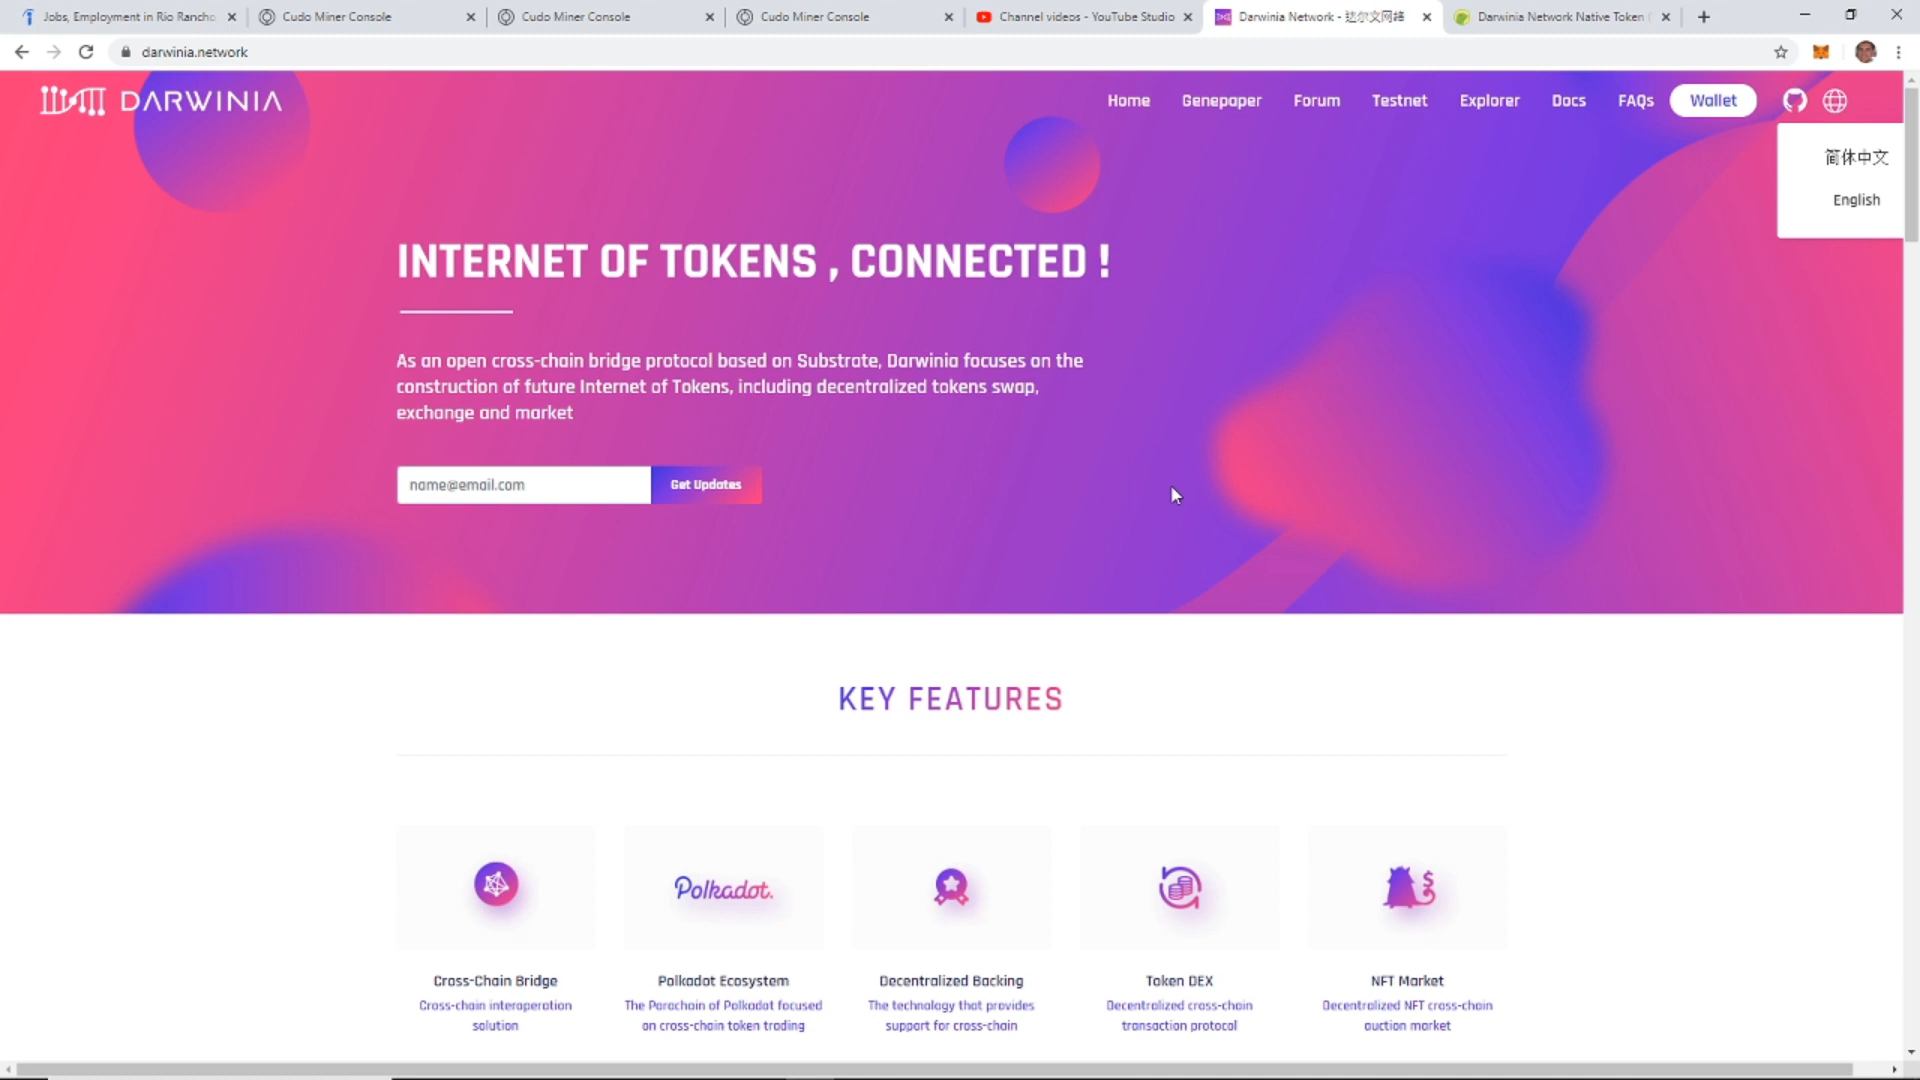 Jobs, Employment in Rio Rancho
Cudo Miner Console
Cudo Miner Console
Cudo Miner Console
Channel videos - YouTube Studio
Darwinia Network - 达尔文网络
Darwinia Network Native Token (
darwinia.network
DARWINIA
Home
Genepaper
Forum
Testnet
Explorer
Docs
FAQs
Wallet
简体中文
English
INTERNET OF TOKENS , CONNECTED !
As an open cross-chain bridge protocol based on Substrate, Darwinia focuses on the
construction of future Internet of Tokens, including decentralized tokens swap,
exchange and market
name@email.com
Get Updates
KEY FEATURES
Polkadot.
Cross-Chain Bridge
Cross-chain interoperation
solution
Polkadot Ecosystem
The Parachain of Polkadot focused
on cross-chain token trading
Decentralized Backing
The technology that provides
support for cross-chain
Token DEX
Decentralized cross-chain
transaction protocol
NFT Market
Decentralized NFT cross-chain
auction market